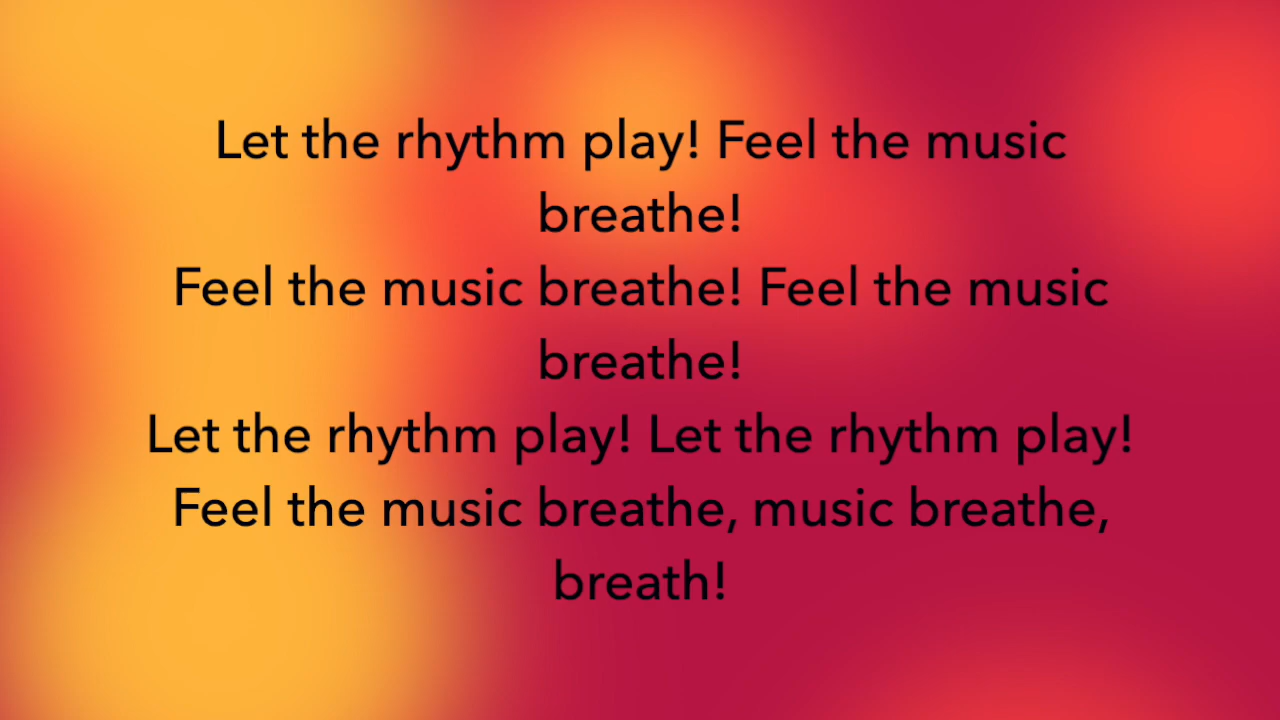 Let the rhythm play! Feel the music
breathe!
Feel the music breathe! Feel the music
breathe!
Let the rhythm play! Let the rhythm play!
Feel the music breathe, music breathe,
breath!